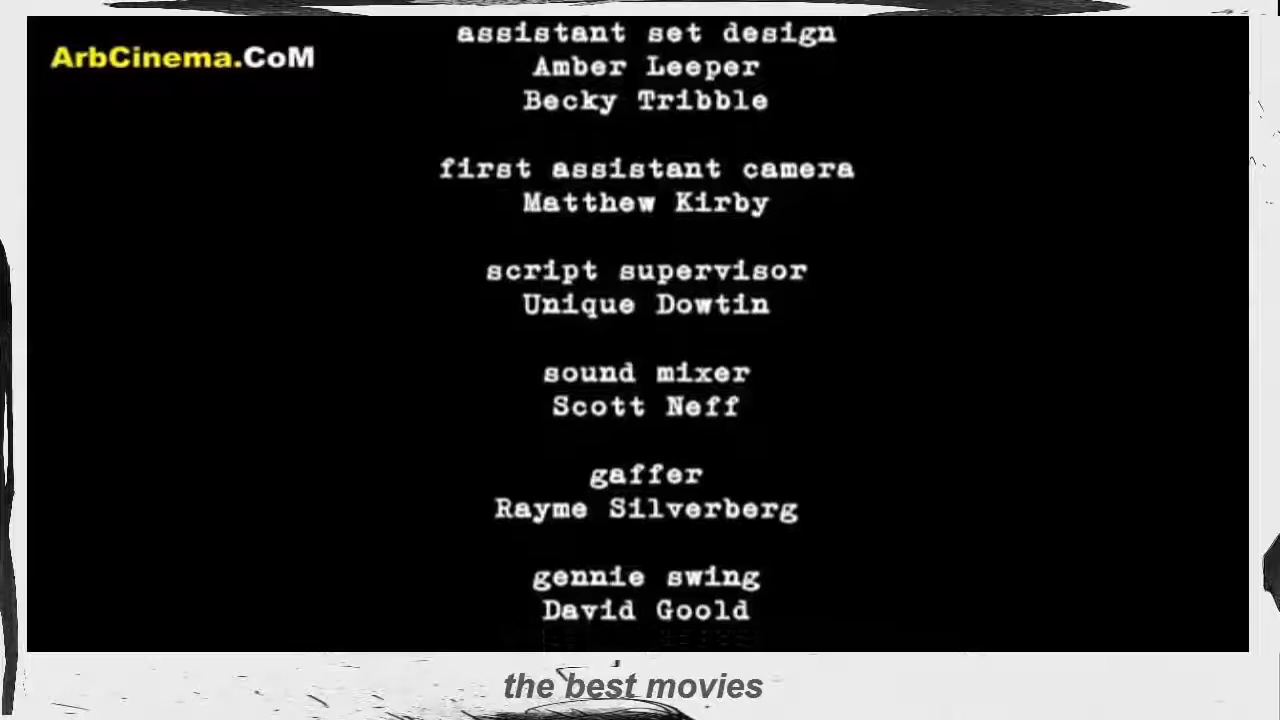 assistant set design
ArbCinema.CoM
Amber Leeper
Becky Tribble
first assistant camera
Matthew Kirby
script supervisor
Unique Dowtin
sound mixer
Scott Neff
gaffer
Rayme Silverberg
gennie swing
David Goold
the best movies